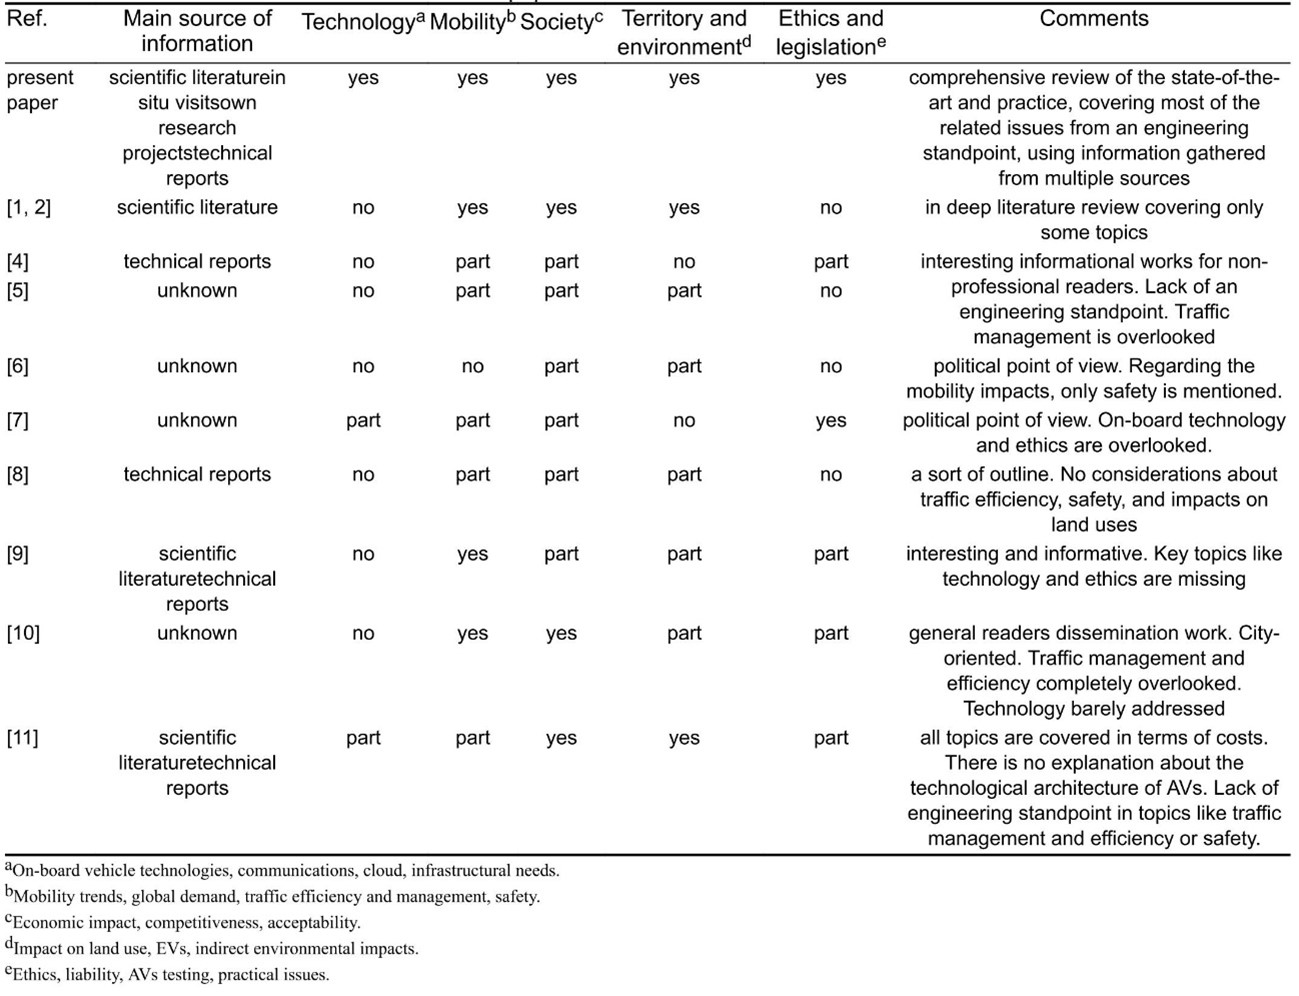 Ref. Main source of information Technologya Mobilityb Societyc Territory and environmentd Ethics and legislatione Comments
present paper scientific literaturein situ visitsown research projectstechnical reports yes yes yes yes yes comprehensive review of the state-of-the-art and practice, covering most of the related issues from an engineering standpoint, using information gathered from multiple sources
[1, 2] scientific literature no yes yes yes no in deep literature review covering only some topics
[4] technical reports no part part no part interesting informational works for non-professional readers. Lack of an engineering standpoint. Traffic management is overlooked
[5] unknown no part part part no
[6] unknown no no part part no political point of view. Regarding the mobility impacts, only safety is mentioned.
[7] unknown part part part no yes political point of view. On-board technology and ethics are overlooked.
[8] technical reports no part part part no a sort of outline. No considerations about traffic efficiency, safety, and impacts on land uses
[9] scientific literaturetechnical reports no yes part part part interesting and informative. Key topics like technology and ethics are missing
[10] unknown no yes yes part part general readers dissemination work. City-oriented. Traffic management and efficiency completely overlooked. Technology barely addressed
[11] scientific literaturetechnical reports part part yes yes part all topics are covered in terms of costs. There is no explanation about the technological architecture of AVs. Lack of engineering standpoint in topics like traffic management and efficiency or safety.
aOn-board vehicle technologies, communications, cloud, infrastructural needs.
bMobility trends, global demand, traffic efficiency and management, safety.
cEconomic impact, competitiveness, acceptability.
dImpact on land use, EVs, indirect environmental impacts.
eEthics, liability, AVs testing, practical issues.